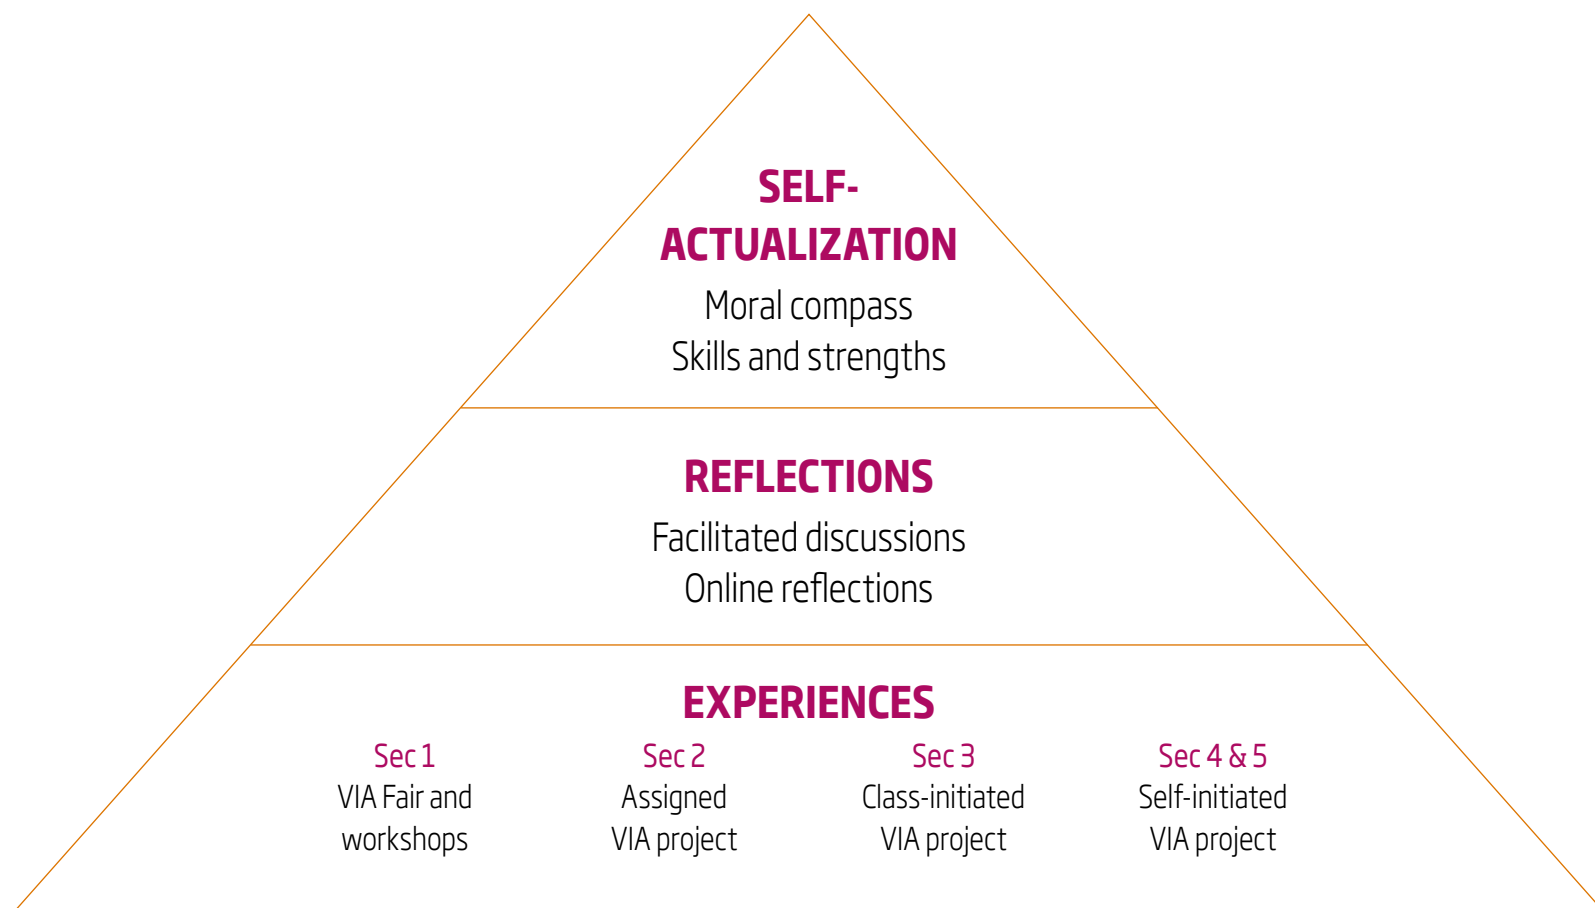 SELF-
ACTUALIZATION
Moral compass
Skills and strengths
REFLECTIONS
Facilitated discussions
Online reflections
EXPERIENCES
Sec 1
VIA Fair and
workshops
Sec 2
Assigned
VIA project
Sec 3
Class-initiated
VIA project
Sec 4 & 5
Self-initiated
VIA project